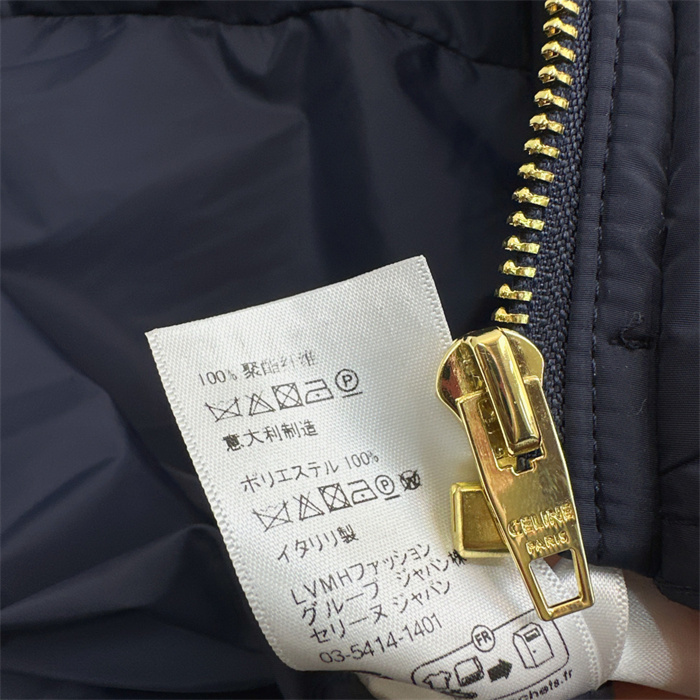 100% 聚酯纤维
P
意大利制造
ポリエステル 100%
P
イタリリ製
LVMHファッション
グループ ジャパン株
セリーヌ ジャパン
03-5414-1401
FR
CELINE
PARIS